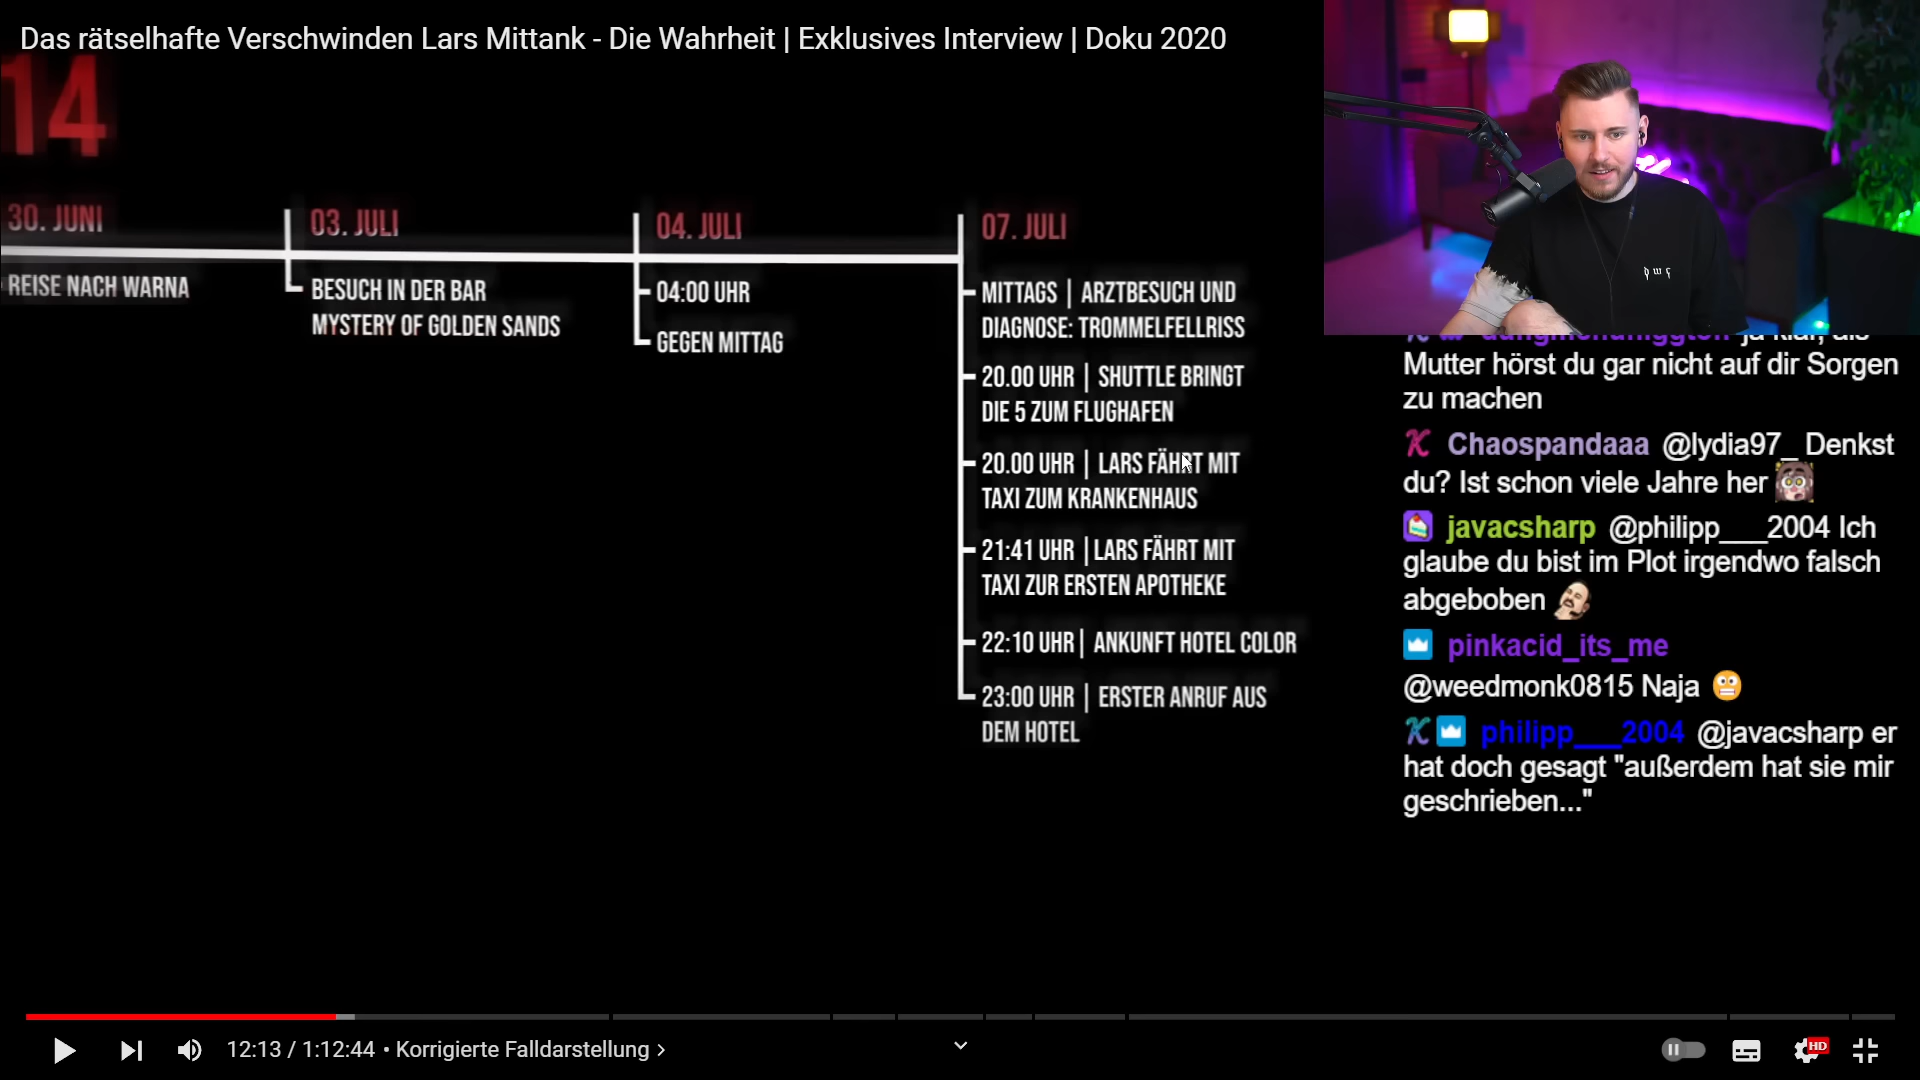 Das rätselhafte Verschwinden Lars Mittank - Die Wahrheit | Exklusives Interview | Doku 2020
14
30. JUNI
REISE NACH WARNA
03. JULI
BESUCH IN DER BAR
MYSTERY OF GOLDEN SANDS
04. JULI
04:00 UHR
GEGEN MITTAG
07. JULI
MITTAGS | ARZTBESUCH UND
DIAGNOSE: TROMMELFELLRISS
20.00 UHR | SHUTTLE BRINGT
DIE 5 ZUM FLUGHAFEN
20.00 UHR | LARS FÄHRT MIT
TAXI ZUM KRANKENHAUS
21:41 UHR | LARS FÄHRT MIT
TAXI ZUR ERSTEN APOTHEKE
22:10 UHR | ANKUNFT HOTEL COLOR
23:00 UHR | ERSTER ANRUF AUS
DEM HOTEL
ja klar, als
Mutter hörst du gar nicht auf dir Sorgen
zu machen
Chaospandaaa @lydia97_ Denkst
du? Ist schon viele Jahre her
javacsharp @philipp___2004 Ich
glaube du bist im Plot irgendwo falsch
abgeboben
pinkacid_its_me
@weedmonk0815 Naja
philipp___2004 @javacsharp er
hat doch gesagt "außerdem hat sie mir
geschrieben..."
12:13 / 1:12:44 • Korrigierte Falldarstellung >
HD